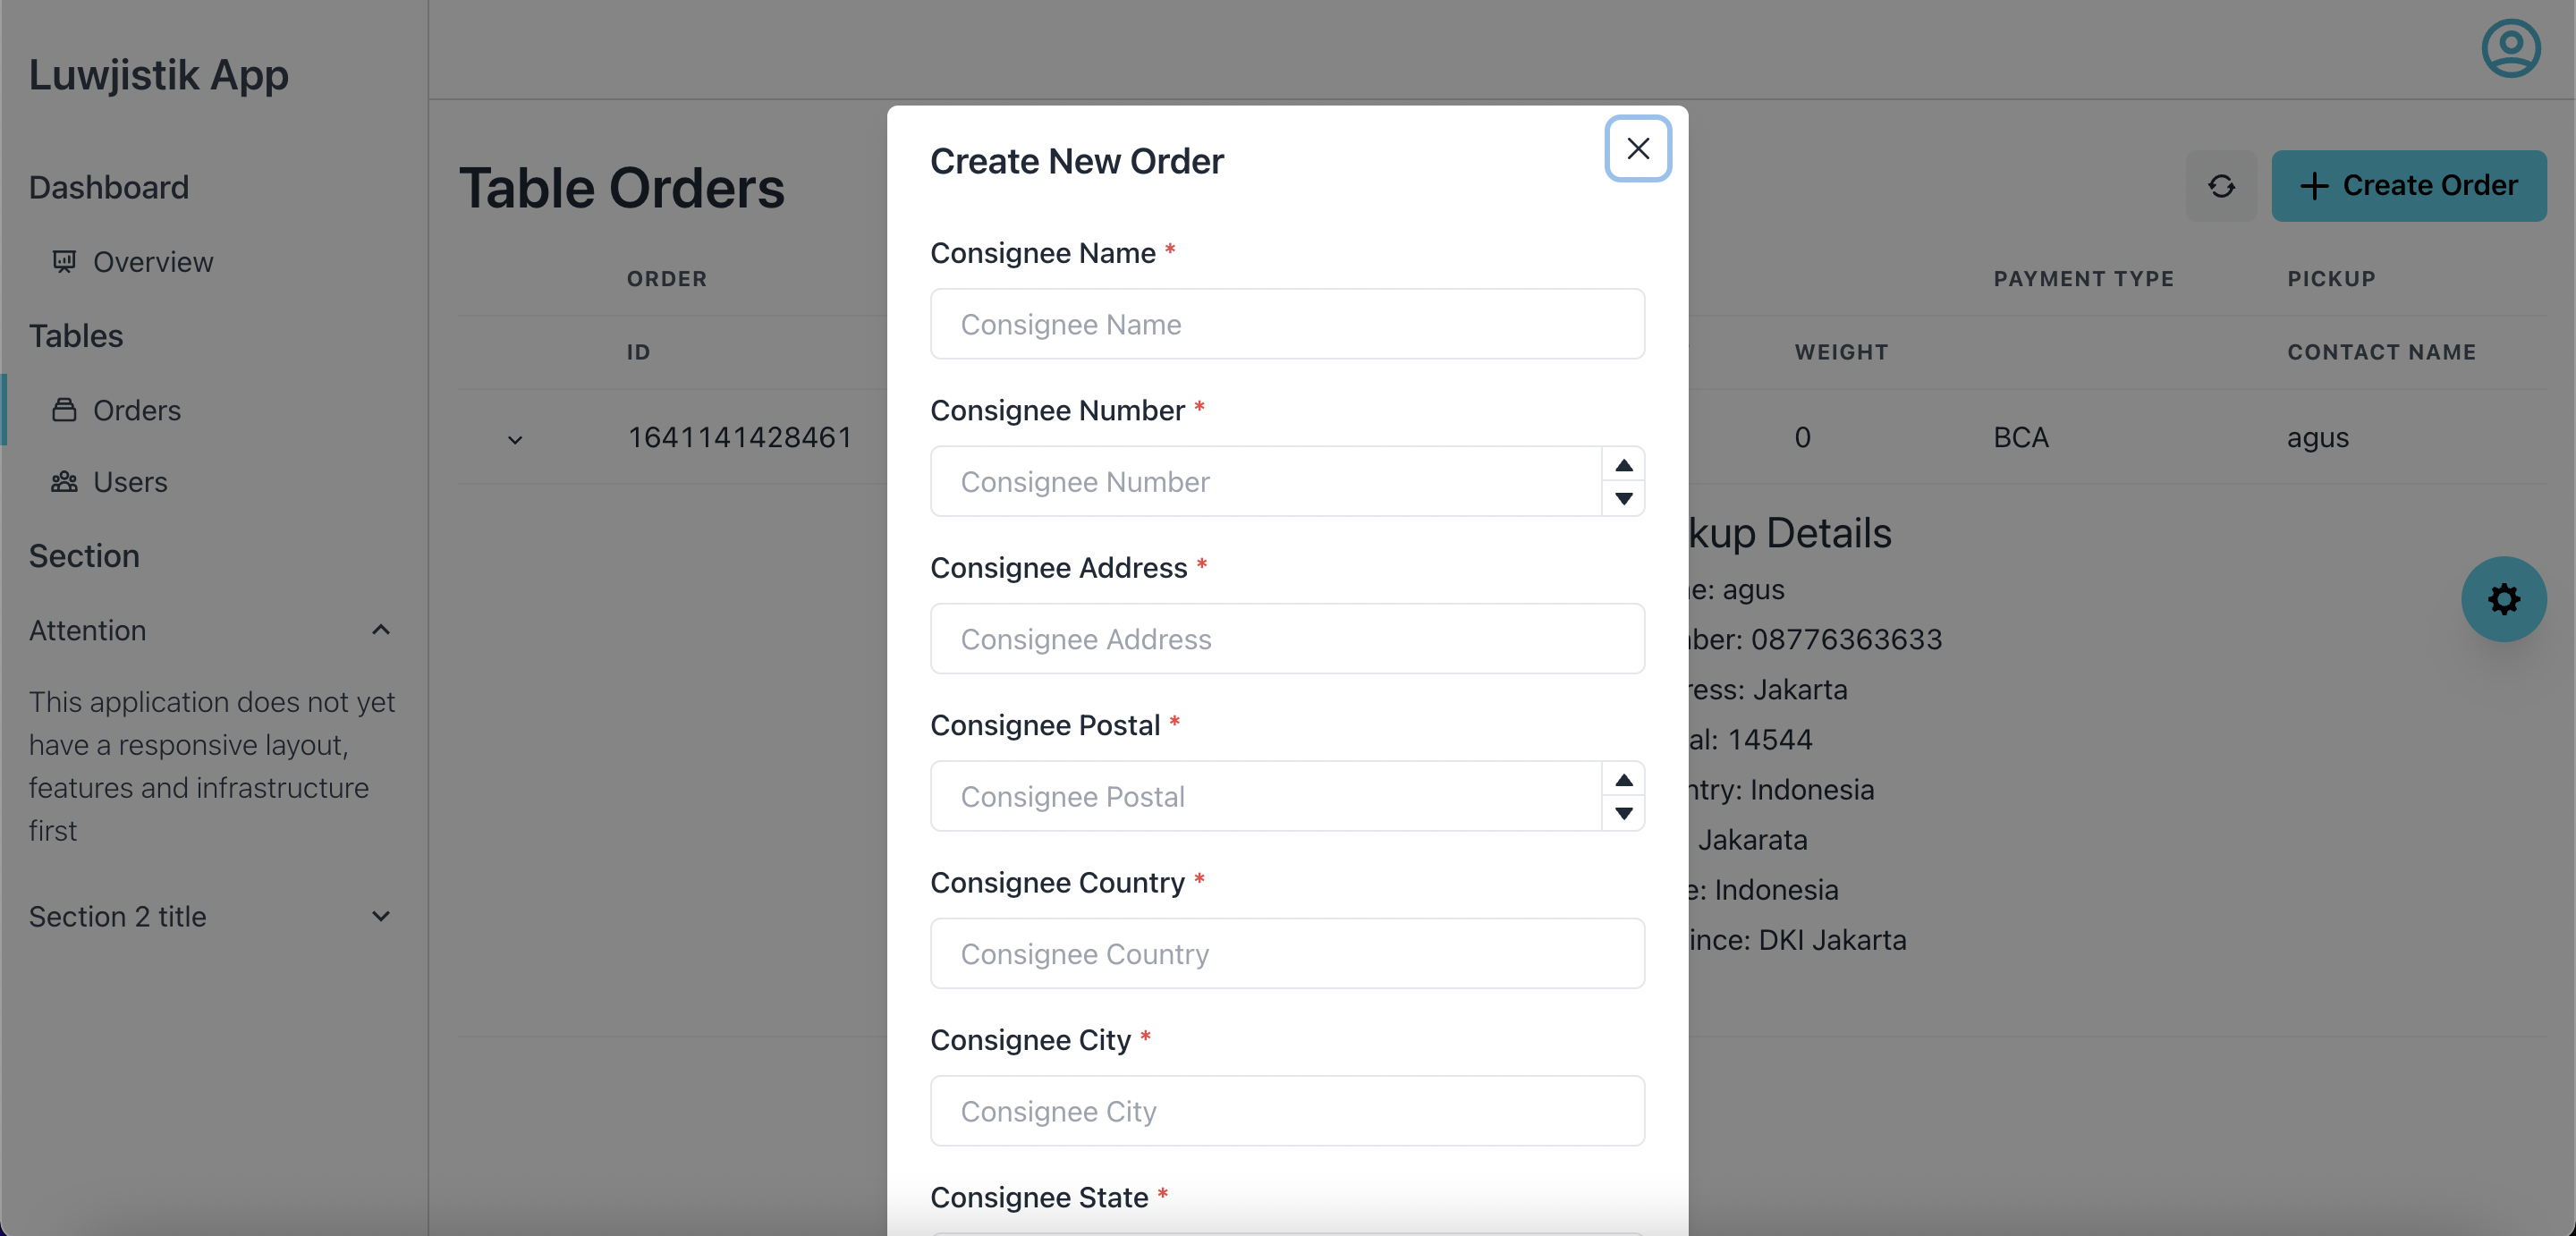 Luwjistik App
Dashboard
Overview
Tables
Orders
Users
Section
Attention
This application does not yet
have a responsive layout,
features and infrastructure
first
Section 2 title
Table Orders
Create Order
ORDER
PAYMENT TYPE
PICKUP
ID
WEIGHT
CONTACT NAME
1641141428461
0
BCA
agus
kup Details
e: agus
ber: 08776363633
ress: Jakarta
al: 14544
ntry: Indonesia
Jakarata
e: Indonesia
ince: DKI Jakarta
Create New Order
Consignee Name *
Consignee Name
Consignee Number *
Consignee Number
Consignee Address *
Consignee Address
Consignee Postal *
Consignee Postal
Consignee Country *
Consignee Country
Consignee City *
Consignee City
Consignee State *